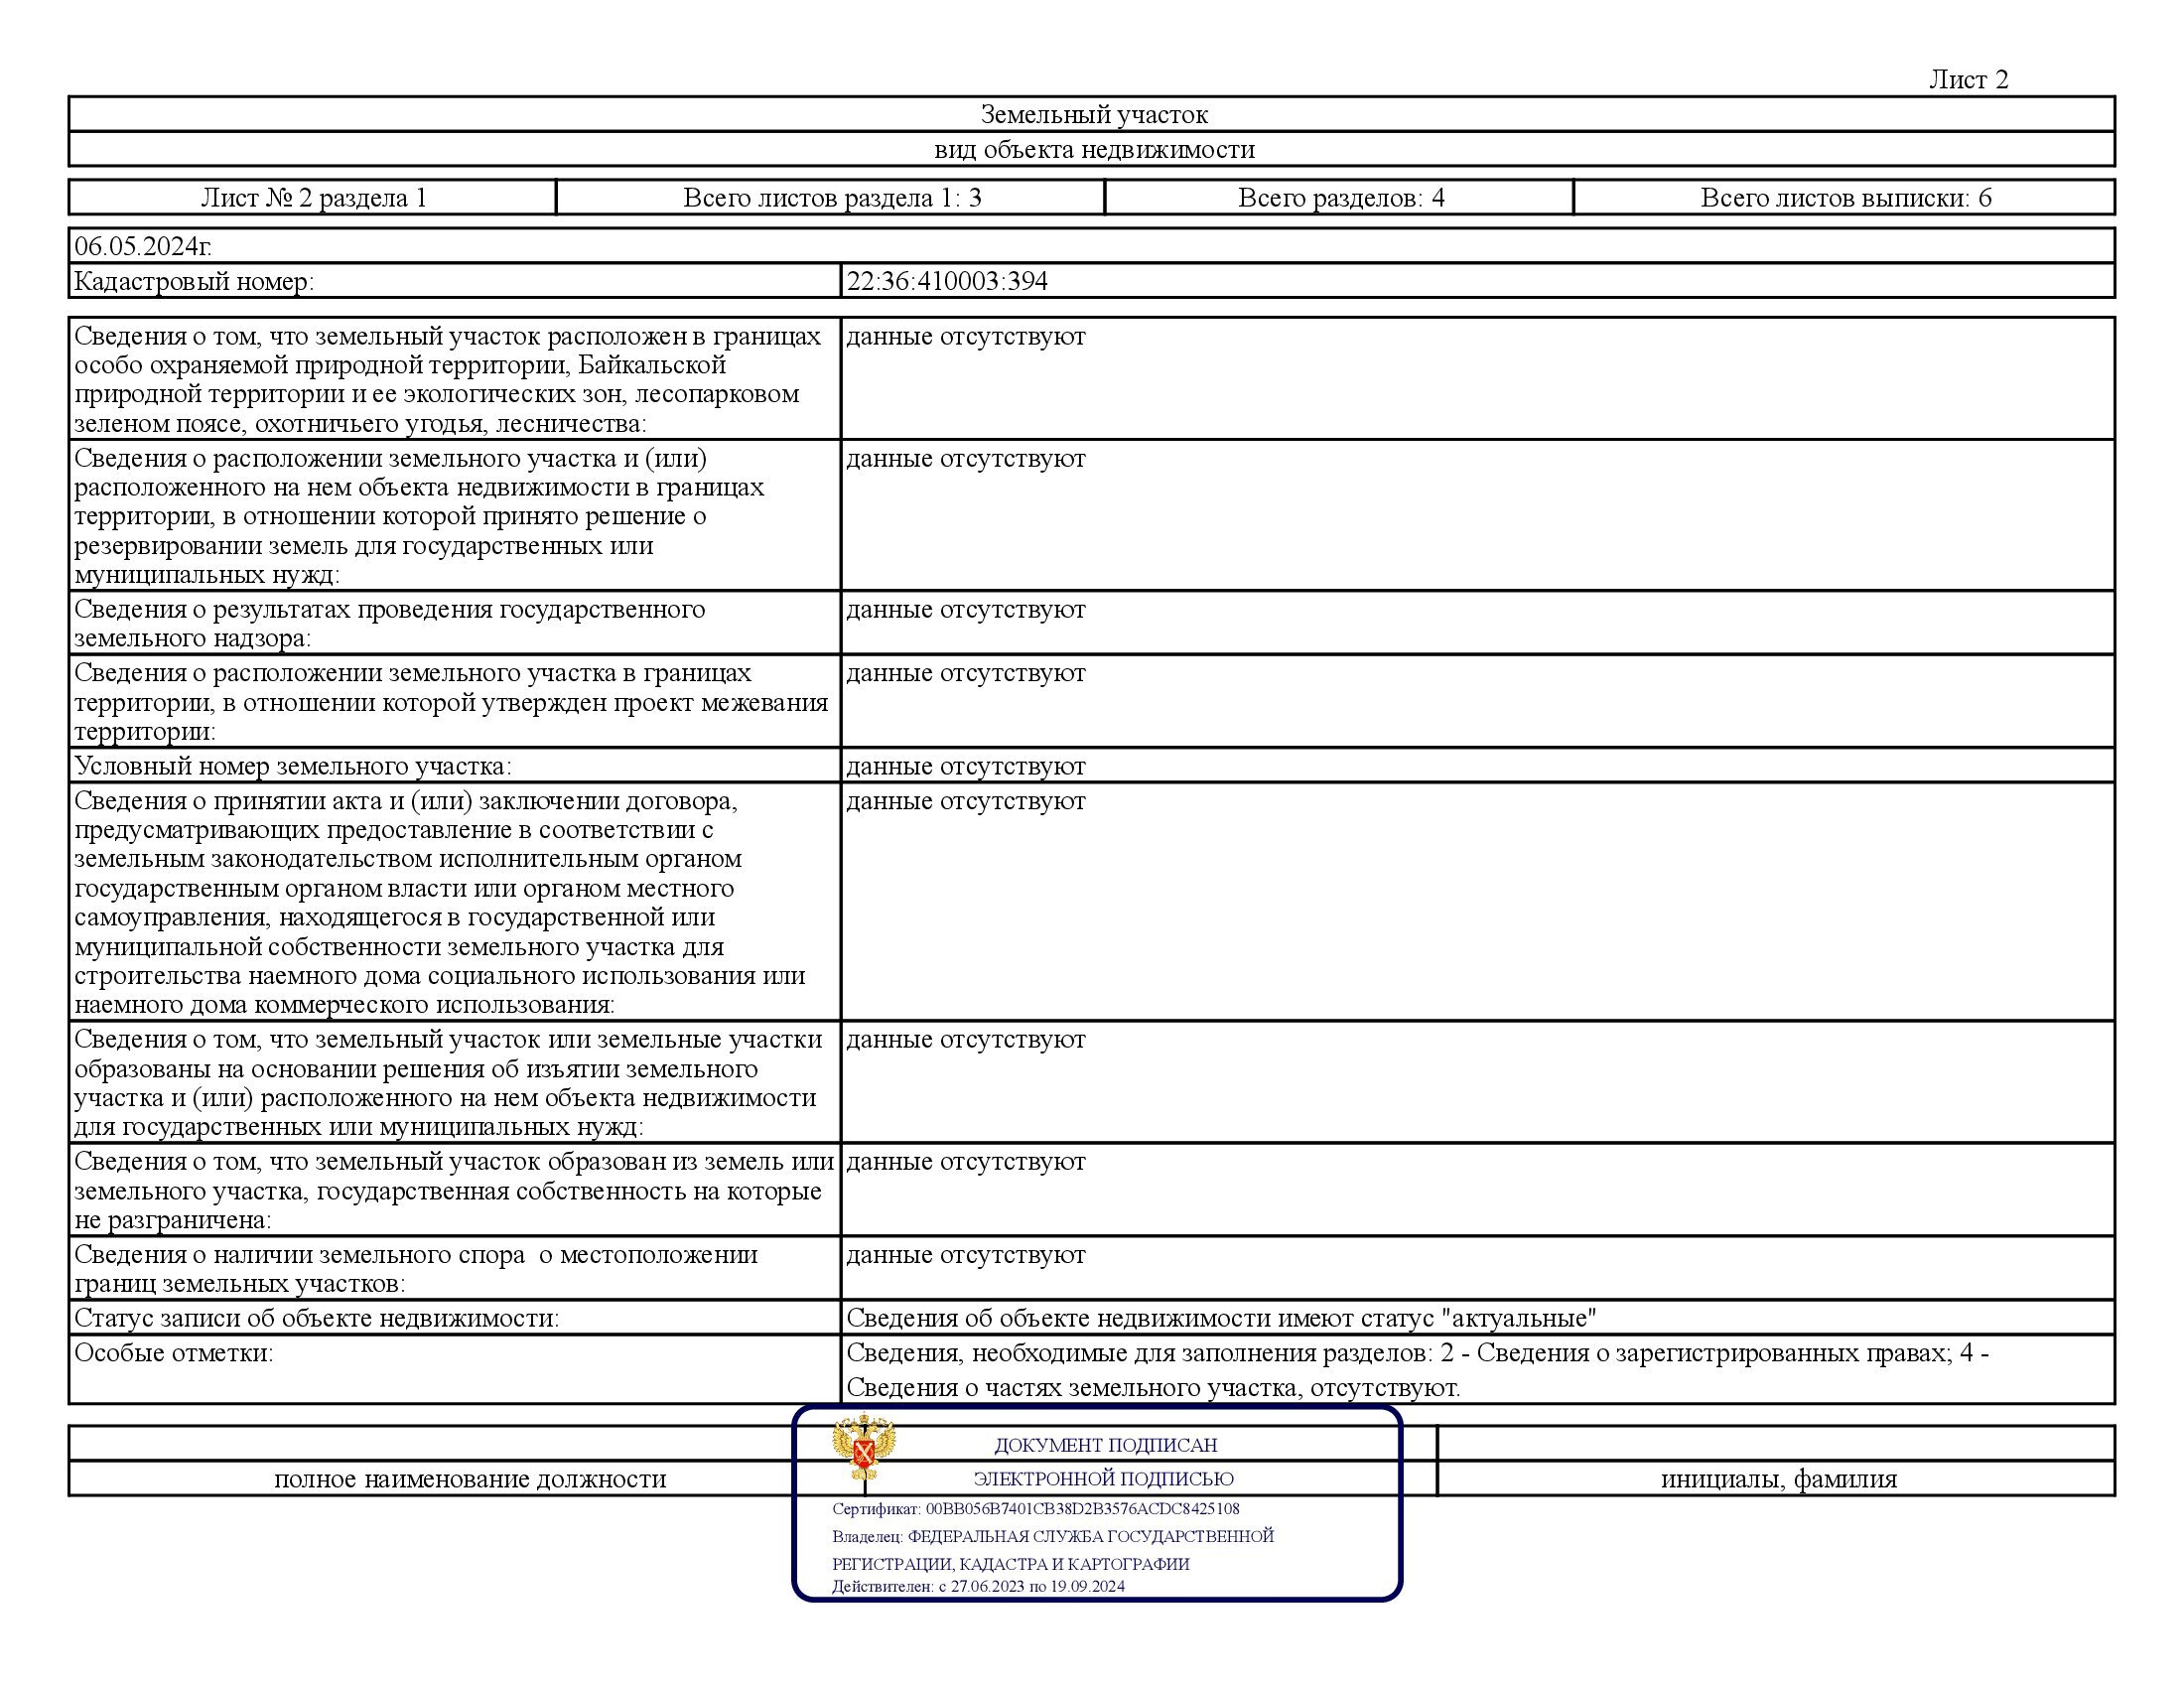 Лист 2
Земельный участок
вид объекта недвижимости
Лист № 2 раздела 1
Всего листов раздела 1: 3
Всего разделов: 4
Всего листов выписки: 6
06.05.2024г.
Кадастровый номер:
22:36:410003:394
Сведения о том, что земельный участок расположен в границах
особо охраняемой природной территории, Байкальской
природной территории и ее экологических зон, лесопарковом
зеленом поясе, охотничьего угодья, лесничества:
данные отсутствуют
Сведения о расположении земельного участка и (или)
расположенного на нем объекта недвижимости в границах
территории, в отношении которой принято решение о
резервировании земель для государственных или
муниципальных нужд:
данные отсутствуют
Сведения о результатах проведения государственного
земельного надзора:
данные отсутствуют
Сведения о расположении земельного участка в границах
территории, в отношении которой утвержден проект межевания
территории:
данные отсутствуют
Условный номер земельного участка:
данные отсутствуют
Сведения о принятии акта и (или) заключении договора,
предусматривающих предоставление в соответствии с
земельным законодательством исполнительным органом
государственным органом власти или органом местного
самоуправления, находящегося в государственной или
муниципальной собственности земельного участка для
строительства наемного дома социального использования или
наемного дома коммерческого использования:
данные отсутствуют
Сведения о том, что земельный участок или земельные участки
образованы на основании решения об изъятии земельного
участка и (или) расположенного на нем объекта недвижимости
для государственных или муниципальных нужд:
данные отсутствуют
Сведения о том, что земельный участок образован из земель или
земельного участка, государственная собственность на которые
не разграничена:
данные отсутствуют
Сведения о наличии земельного спора  о местоположении
границ земельных участков:
данные отсутствуют
Статус записи об объекте недвижимости:
Сведения об объекте недвижимости имеют статус "актуальные"
Особые отметки:
Сведения, необходимые для заполнения разделов: 2 - Сведения о зарегистрированных правах; 4 -
Сведения о частях земельного участка, отсутствуют.
ДОКУМЕНТ ПОДПИСАН
полное наименование должности
ЭЛЕКТРОННОЙ ПОДПИСЬЮ
инициалы, фамилия
Сертификат: 00BB056B7401CB38D2B3576ACDC8425108
Владелец: ФЕДЕРАЛЬНАЯ СЛУЖБА ГОСУДАРСТВЕННОЙ
РЕГИСТРАЦИИ, КАДАСТРА И КАРТОГРАФИИ
Действителен: с 27.06.2023 по 19.09.2024